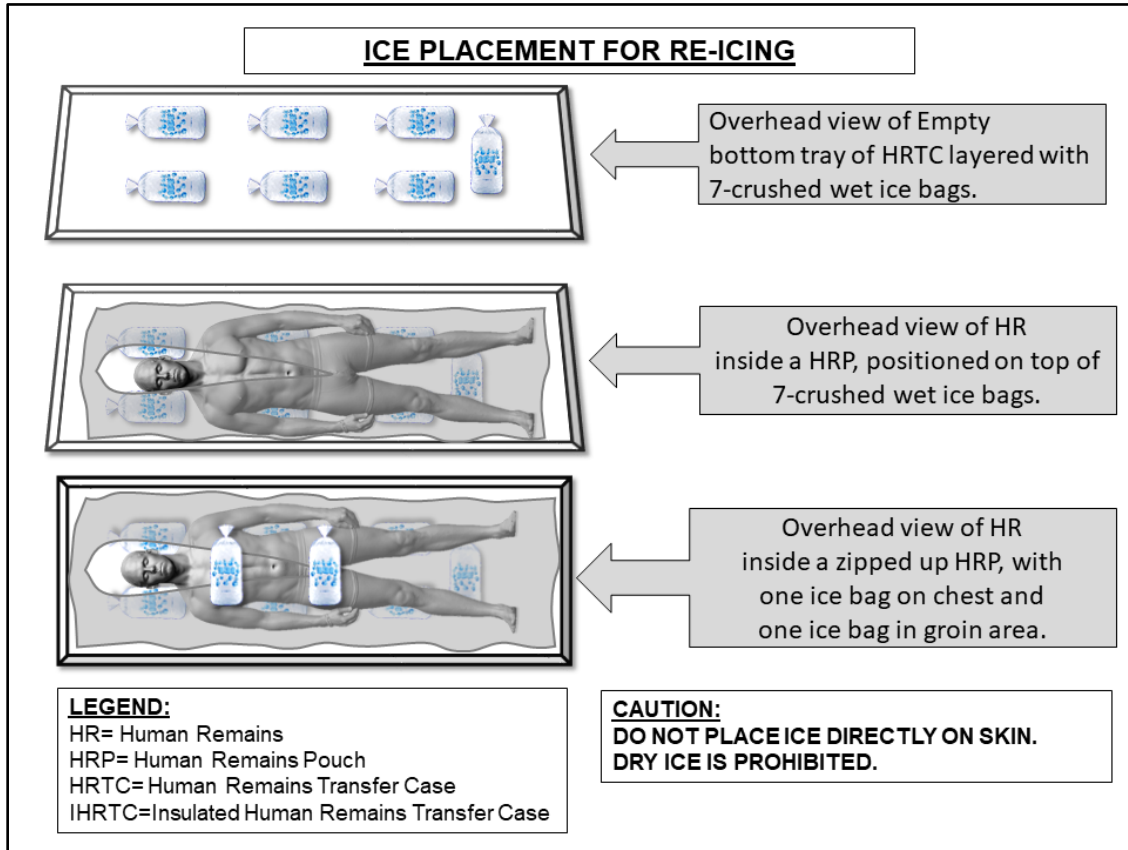 ICE PLACEMENT FOR RE-ICING
Overhead view of Empty
bottom tray of HRTC layered with
7-crushed wet ice bags.
Overhead view of HR
inside a HRP, positioned on top of
7-crushed wet ice bags.
Overhead view of HR
inside a zipped up HRP, with
one ice bag on chest and
one ice bag in groin area.
LEGEND:
HR= Human Remains
HRP= Human Remains Pouch
HRTC= Human Remains Transfer Case
IHRTC=Insulated Human Remains Transfer Case
CAUTION:
DO NOT PLACE ICE DIRECTLY ON SKIN.
DRY ICE IS PROHIBITED.